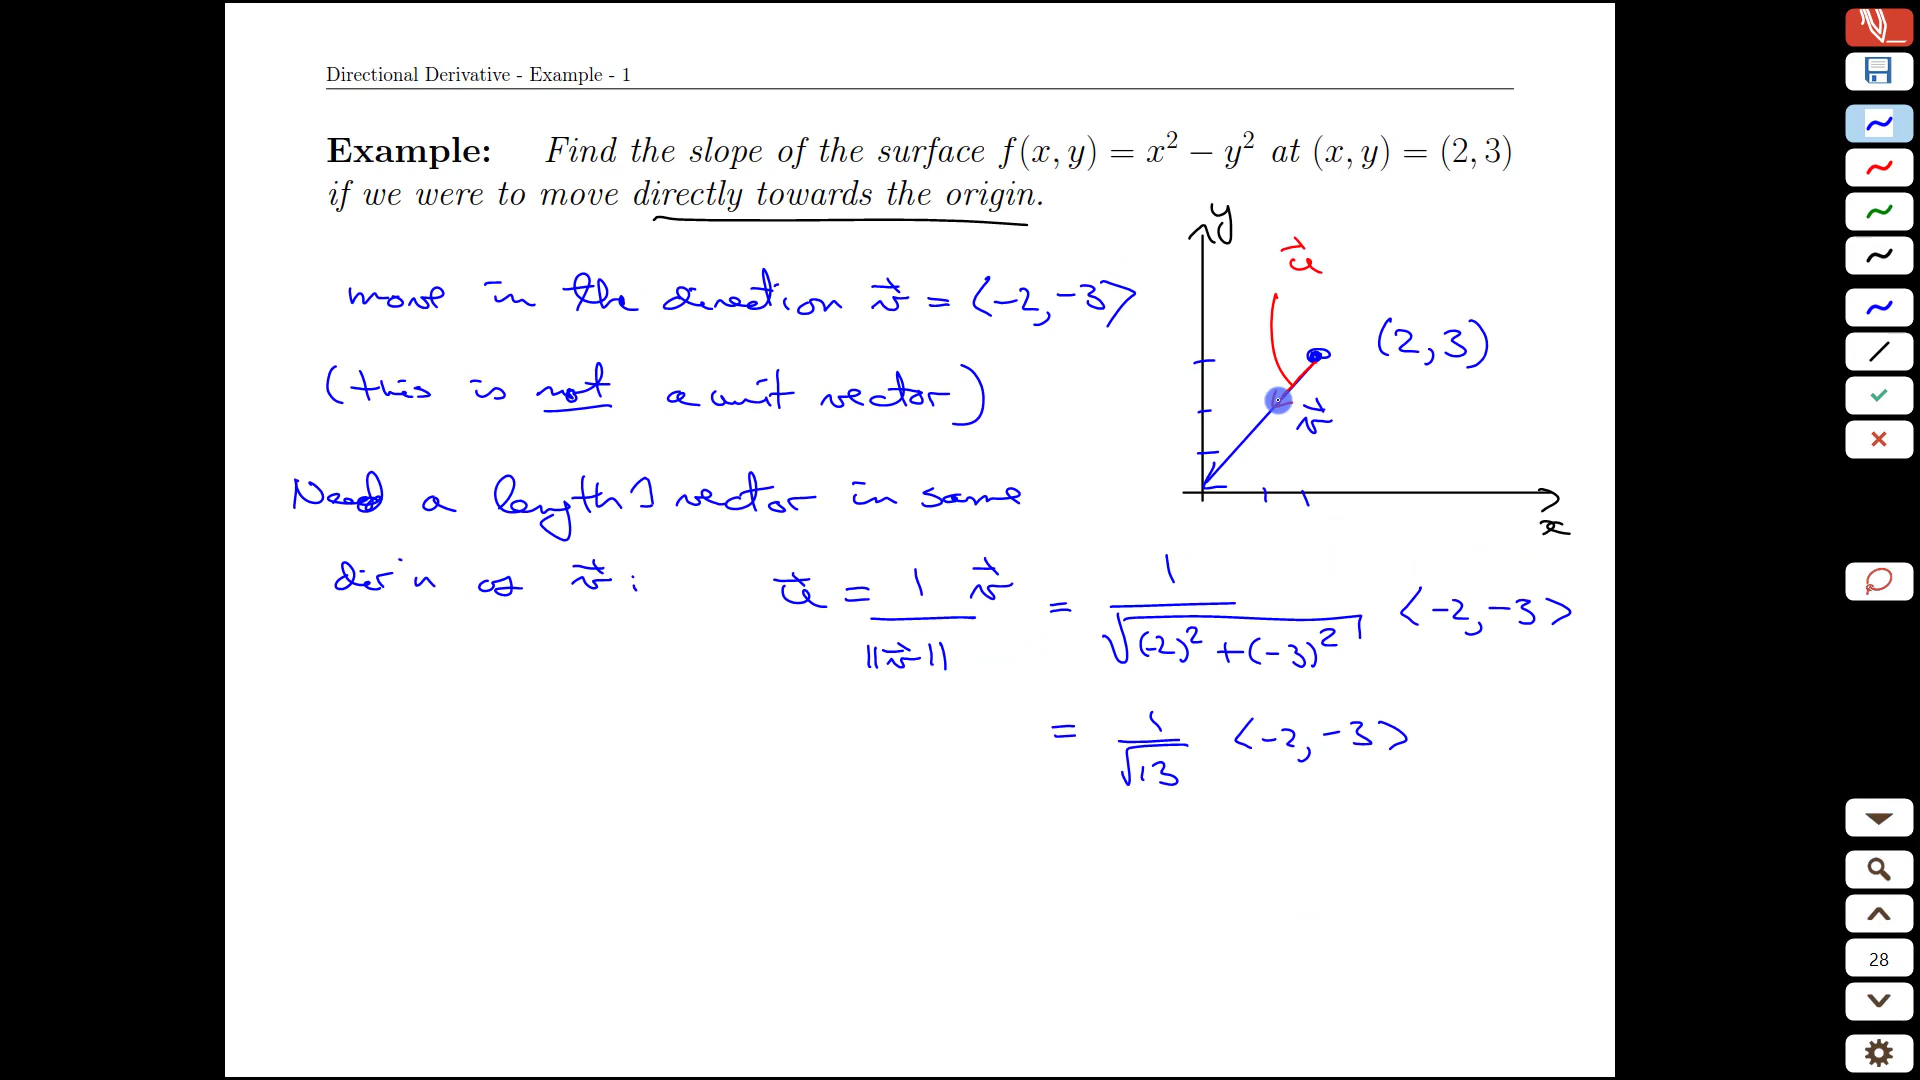 Directional Derivative - Example - 1
Example: Find the slope of the surface f(x, y) = x² − y² at (x, y) = (2, 3)
if we were to move directly towards the origin.
y
u⃗
move in the direction v⃗ = ⟨-2, -3⟩
(2, 3)
(this is not a unit vector)
v⃗
Need a length 1 vector in same
x
dir'n of v⃗ : u⃗ = 1/||v⃗|| v⃗ = 1/√((-2)² + (-3)²) ⟨-2, -3⟩
= 1/√13 ⟨-2, -3⟩
28